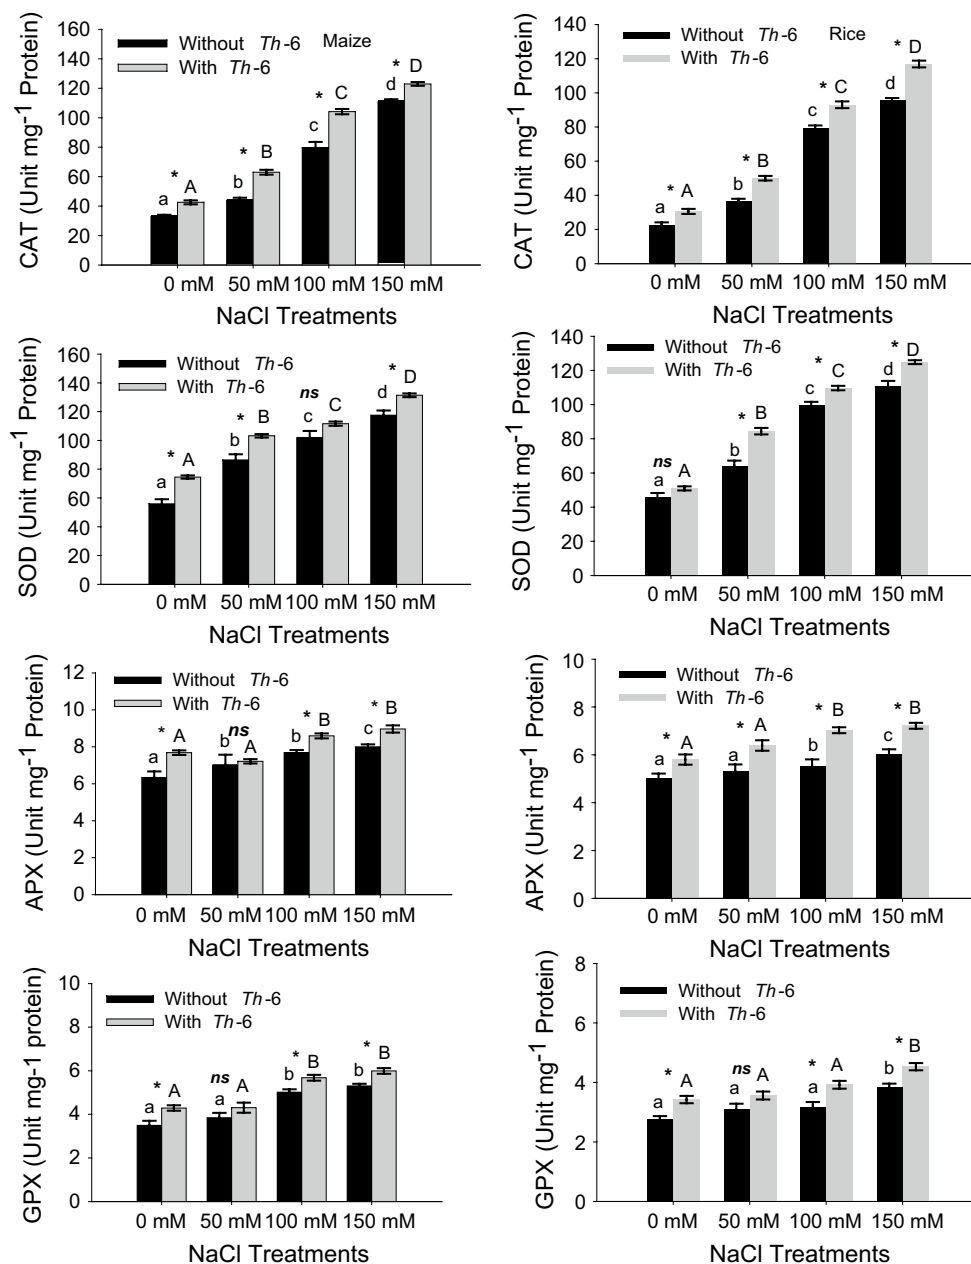 CAT (Unit mg-1 Protein)
160
140
120
100
80
60
40
20
0
Without Th-6
With Th-6
Maize
a * A
b * B
c * C
d * D
0 mM 50 mM 100 mM 150 mM
NaCl Treatments
CAT (Unit mg-1 Protein)
140
120
100
80
60
40
20
0
Without Th-6
With Th-6
Rice
a * A
b * B
c * C
d * D
0 mM 50 mM 100 mM 150 mM
NaCl Treatments
SOD (Unit mg-1 Protein)
160
140
120
100
80
60
40
20
0
Without Th-6
With Th-6
a * A
b * B
c ns C
d * D
0 mM 50 mM 100 mM 150 mM
NaCl Treatments
SOD (Unit mg-1 Protein)
140
120
100
80
60
40
20
0
Without Th-6
With Th-6
a ns A
b * B
c * C
d * D
0 mM 50 mM 100 mM 150 mM
NaCl Treatments
APX (Unit mg-1 Protein)
12
10
8
6
4
2
0
Without Th-6
With Th-6
a * A
b ns A
c * B
c * B
0 mM 50 mM 100 mM 150 mM
NaCl Treatments
APX (Unit mg-1 Protein)
10
8
6
4
2
0
Without Th-6
With Th-6
a * A
a * A
b * B
c * B
0 mM 50 mM 100 mM 150 mM
NaCl Treatments
GPX (Unit mg-1 protein)
10
8
6
4
2
0
Without Th-6
With Th-6
a * A
a ns A
b * B
b * B
0 mM 50 mM 100 mM 150 mM
NaCl Treatments
GPX (Unit mg-1 Protein)
8
6
4
2
0
Without Th-6
With Th-6
a * A
a ns A
a * A
b * B
0 mM 50 mM 100 mM 150 mM
NaCl Treatments